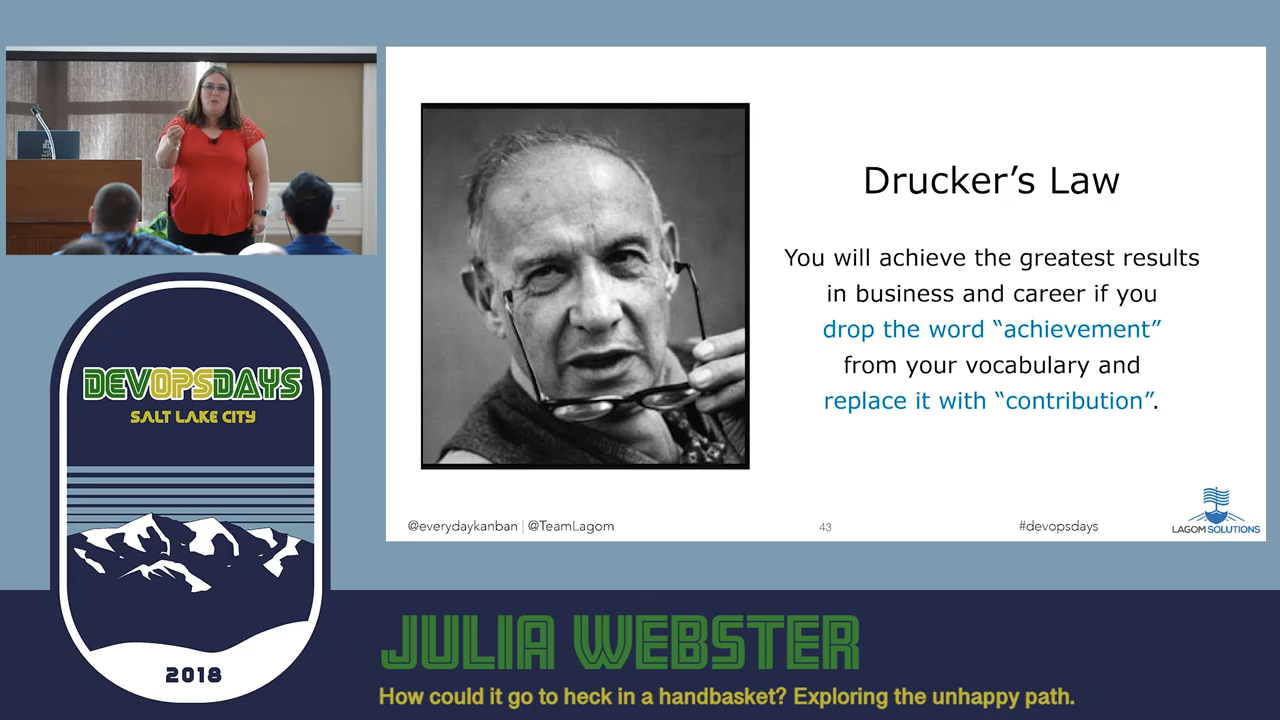 Drucker’s Law
You will achieve the greatest results
in business and career if you
drop the word “achievement”
from your vocabulary and
replace it with “contribution”.
@everydaykanban | @TeamLagom
43
#devopsdays
LAGOM SOLUTIONS
DEVOPSDAYS
SALT LAKE CITY
2018
JULIA WEBSTER
How could it go to heck in a handbasket? Exploring the unhappy path.